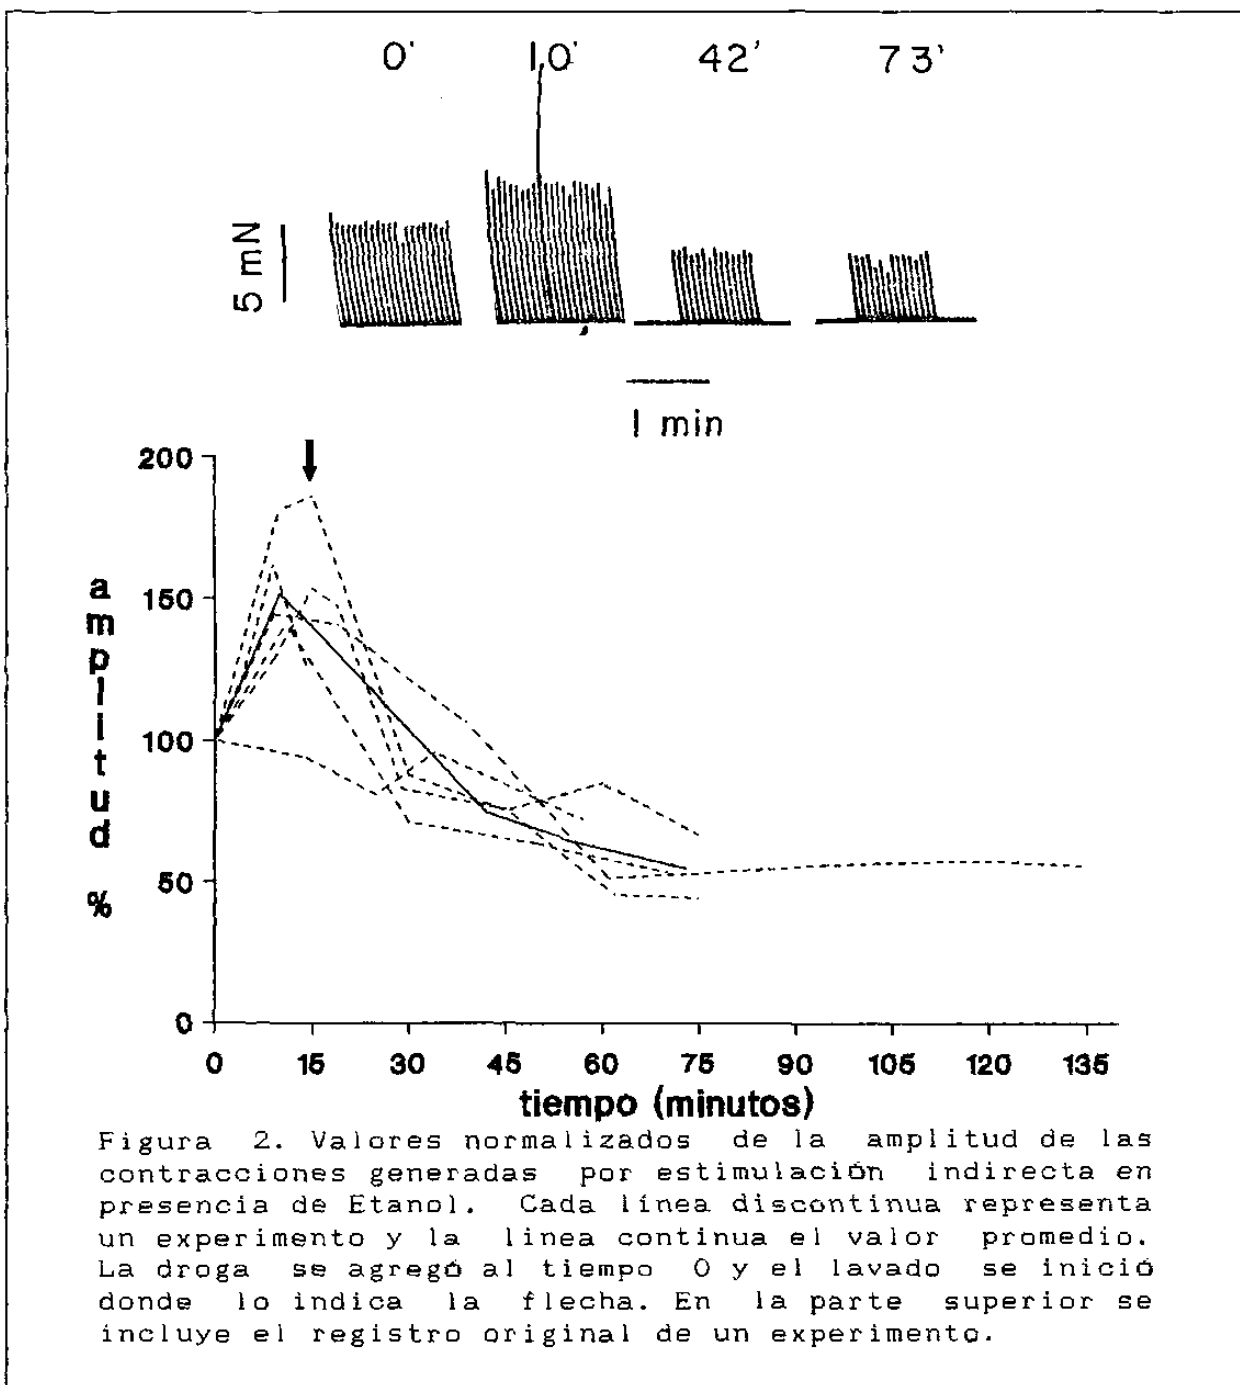 0' 10' 42' 73'
5 mN
1 min
200
150
100
50
0
amplitud %
0 15 30 45 60 75 90 105 120 135
tiempo (minutos)
Figura 2. Valores normalizados de la amplitud de las
contracciones generadas por estimulación indirecta en
presencia de Etanol. Cada línea discontinua representa
un experimento y la linea continua el valor promedio.
La droga se agregó al tiempo 0 y el lavado se inició
donde lo indica la flecha. En la parte superior se
incluye el registro original de un experimento.